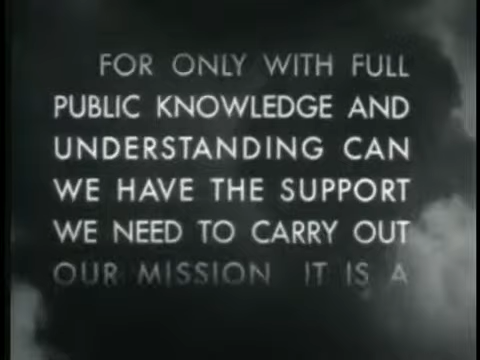 FOR ONLY WITH FULL
PUBLIC KNOWLEDGE AND
UNDERSTANDING CAN
WE HAVE THE SUPPORT
WE NEED TO CARRY OUT
OUR MISSION IT IS A